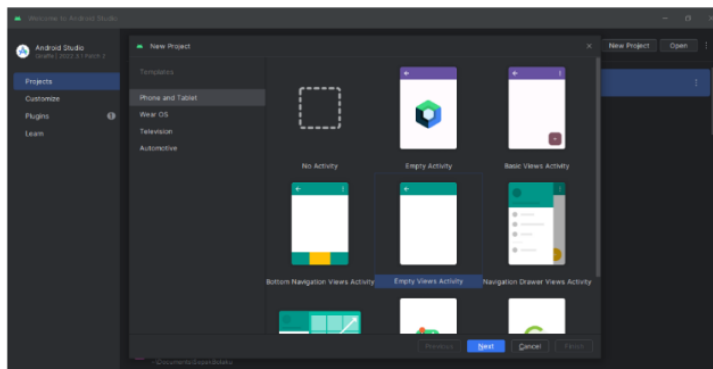 Welcome to Android Studio
Android Studio
Giraffe | 2022.3.1 Patch 2
Projects
Customize
Plugins
1
Learn
New Project
Open
New Project
Templates
Phone and Tablet
Wear OS
Television
Automotive
No Activity
Empty Activity
Basic Views Activity
Bottom Navigation Views Activity
Empty Views Activity
Navigation Drawer Views Activity
Previous
Next
Cancel
Finish